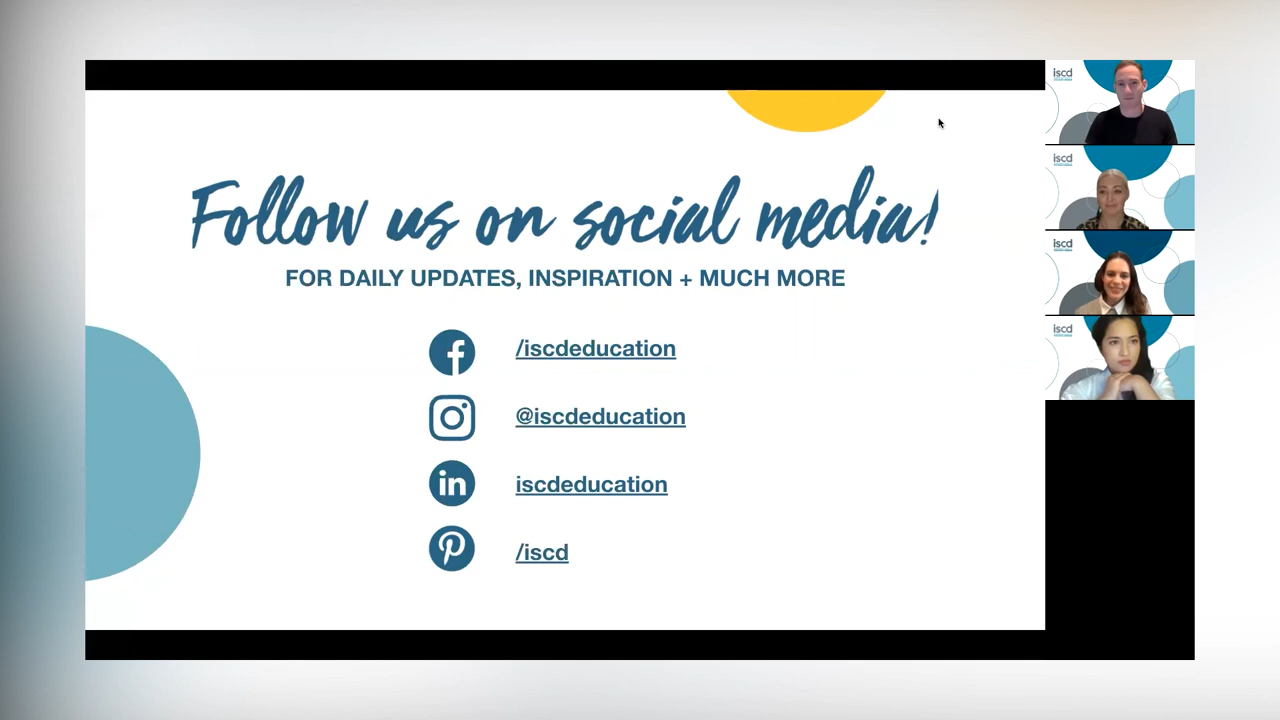 Follow us on social media!
FOR DAILY UPDATES, INSPIRATION + MUCH MORE
/iscdeducation
@iscdeducation
in
iscdeducation
/iscd
iscd
iscd
iscd
iscd